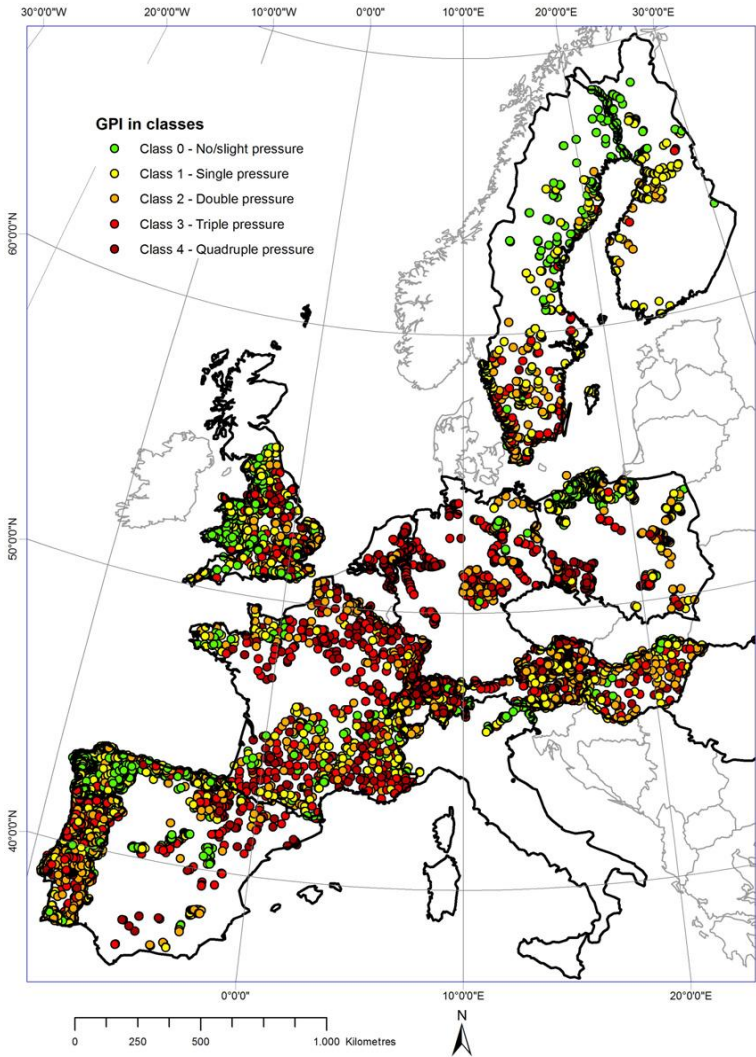 30°0'0"W 20°0'0"W 10°0'0"W 0°0'0" 10°0'0"E 20°0'0"E 30°0'0"E
GPI in classes
Class 0 - No/slight pressure
Class 1 - Single pressure
Class 2 - Double pressure
Class 3 - Triple pressure
Class 4 - Quadruple pressure
60°0'0"N
50°0'0"N
40°0'0"N
0°0'0" 10°0'0"E 20°0'0"E
N
0 250 500 1.000 Kilometres